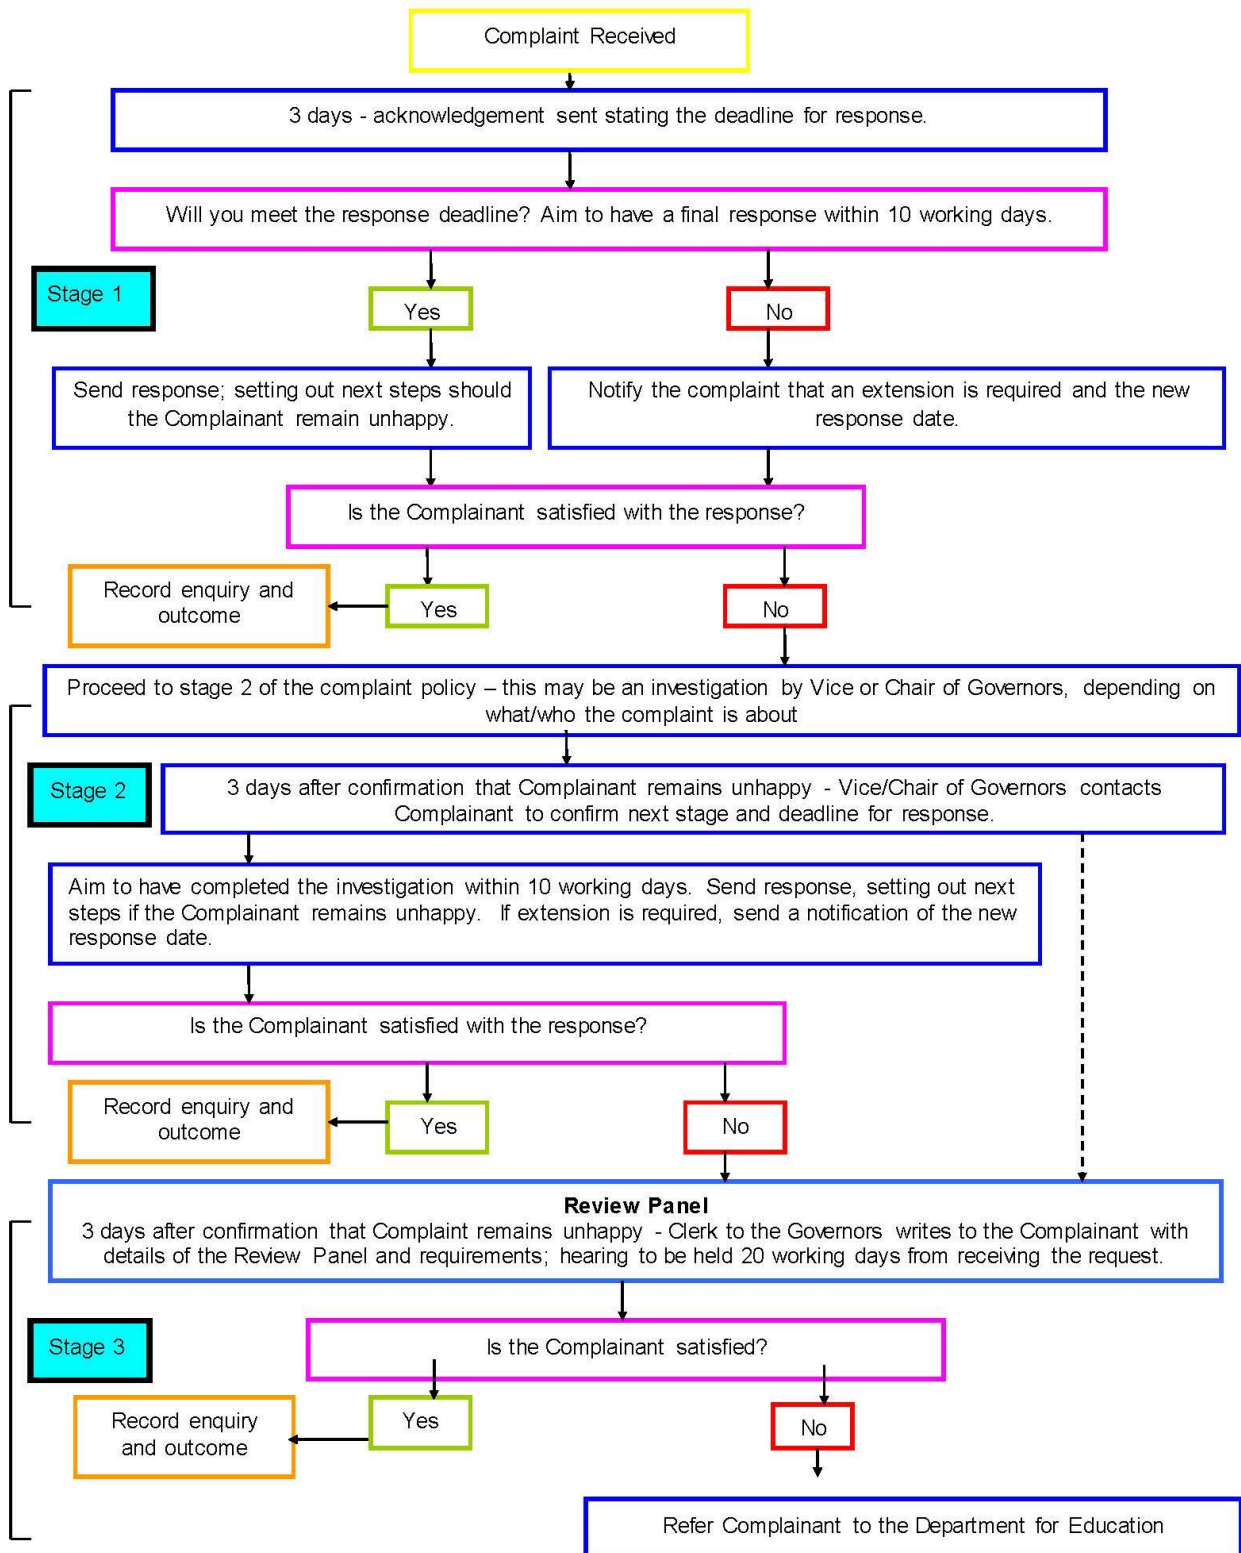 Complaint Received
3 days - acknowledgement sent stating the deadline for response.
Will you meet the response deadline? Aim to have a final response within 10 working days.
Stage 1
Yes
No
Send response; setting out next steps should
the Complainant remain unhappy.
Notify the complaint that an extension is required and the new
response date.
Is the Complainant satisfied with the response?
Record enquiry and
outcome
Yes
No
Proceed to stage 2 of the complaint policy – this may be an investigation by Vice or Chair of Governors, depending on
what/who the complaint is about
Stage 2
3 days after confirmation that Complainant remains unhappy - Vice/Chair of Governors contacts
Complainant to confirm next stage and deadline for response.
Aim to have completed the investigation within 10 working days. Send response, setting out next
steps if the Complainant remains unhappy. If extension is required, send a notification of the new
response date.
Is the Complainant satisfied with the response?
Record enquiry and
outcome
Yes
No
Review Panel
3 days after confirmation that Complaint remains unhappy - Clerk to the Governors writes to the Complainant with
details of the Review Panel and requirements; hearing to be held 20 working days from receiving the request.
Stage 3
Is the Complainant satisfied?
Record enquiry
and outcome
Yes
No
Refer Complainant to the Department for Education